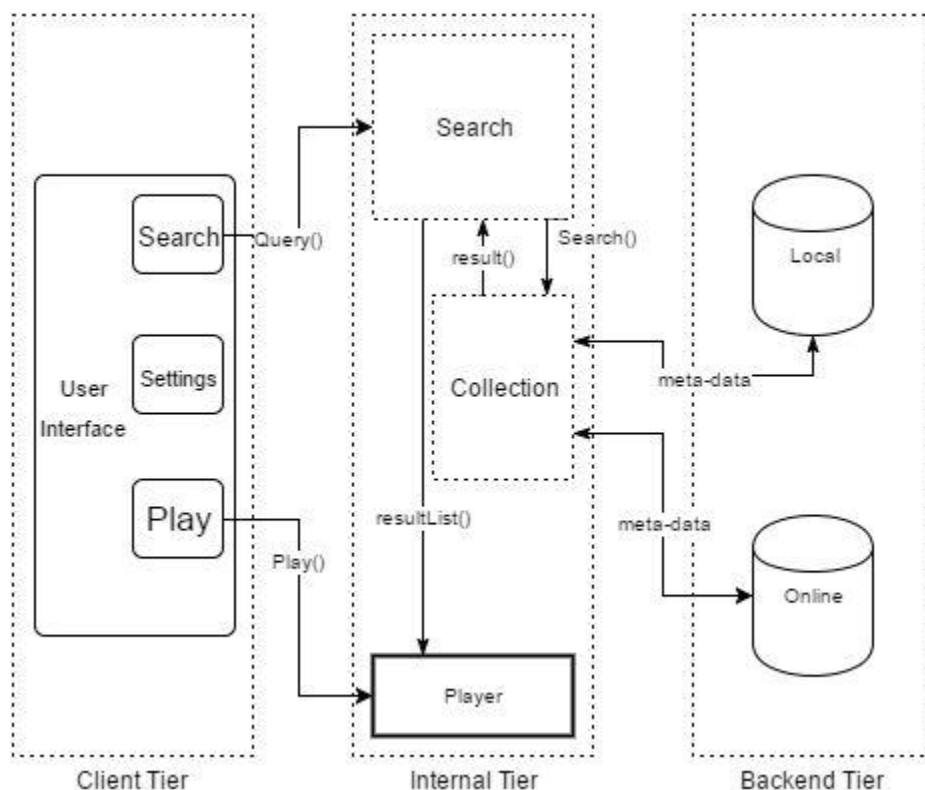 Search
Search
Query()
result()
Search()
Local
User
Interface
Settings
Collection
meta-data
Play
Play()
resultList()
meta-data
Online
Player
Client Tier
Internal Tier
Backend Tier